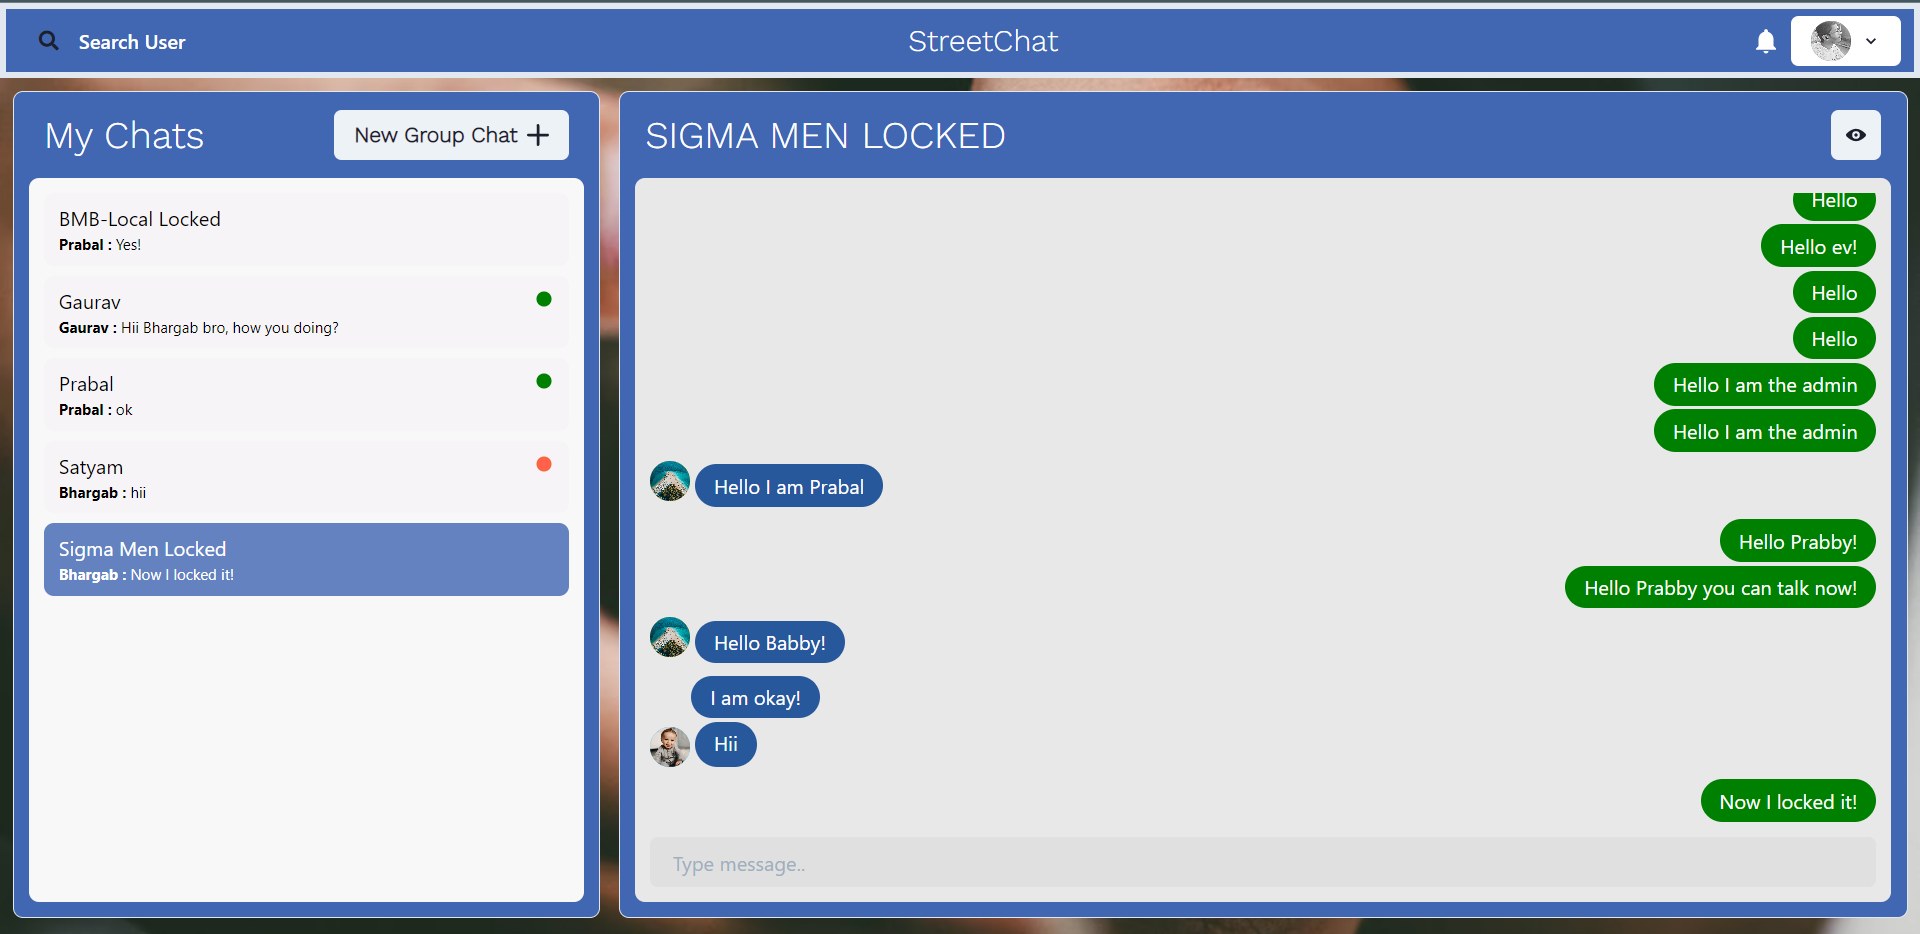 Search User
StreetChat
My Chats
New Group Chat
BMB-Local Locked
Prabal : Yes!
Gaurav
Gaurav : Hii Bhargab bro, how you doing?
Prabal
Prabal : ok
Satyam
Bhargab : hii
Sigma Men Locked
Bhargab : Now I locked it!
SIGMA MEN LOCKED
Hello
Hello ev!
Hello
Hello
Hello I am the admin
Hello I am the admin
Hello I am Prabal
Hello Prabby!
Hello Prabby you can talk now!
Hello Babby!
I am okay!
Hii
Now I locked it!
Type message..